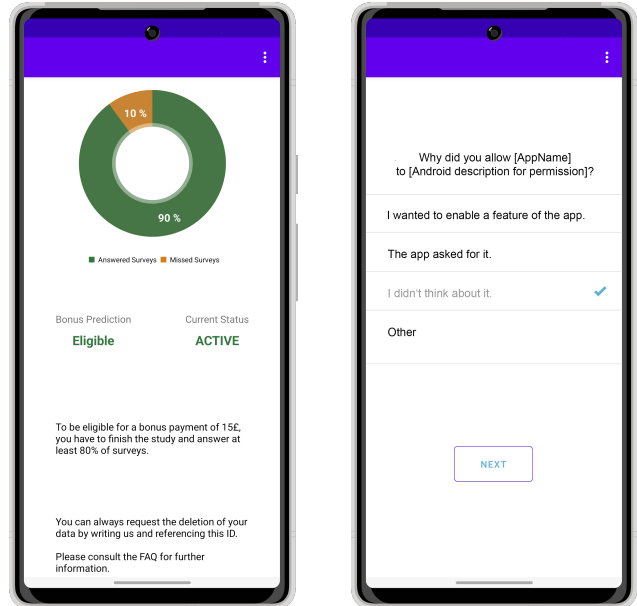 10 %
90 %
Answered Surveys Missed Surveys
Bonus Prediction Current Status
Eligible ACTIVE
To be eligible for a bonus payment of 15£,
you have to finish the study and answer at
least 80% of surveys.
You can always request the deletion of your
data by writing us and referencing this ID.
Please consult the FAQ for further
information.
Why did you allow [AppName]
to [Android description for permission]?
I wanted to enable a feature of the app.
The app asked for it.
I didn't think about it.
Other
NEXT